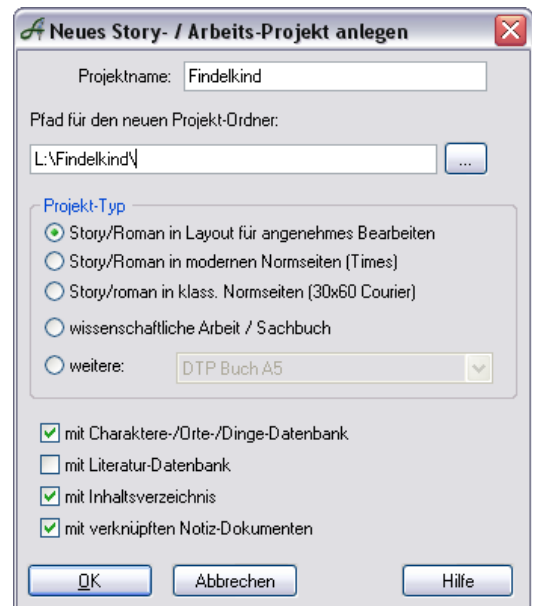 Neues Story- / Arbeits-Projekt anlegen
Projektname: Findelkind
Pfad für den neuen Projekt-Ordner:
L:\Findelkind\
...
Projekt-Typ
Story/Roman in Layout für angenehmes Bearbeiten
Story/Roman in modernen Normseiten (Times)
Story/roman in klass. Normseiten (30x60 Courier)
wissenschaftliche Arbeit / Sachbuch
weitere: DTP Buch A5
mit Charaktere-/Orte-/Dinge-Datenbank
mit Literatur-Datenbank
mit Inhaltsverzeichnis
mit verknüpften Notiz-Dokumenten
OK Abbrechen Hilfe